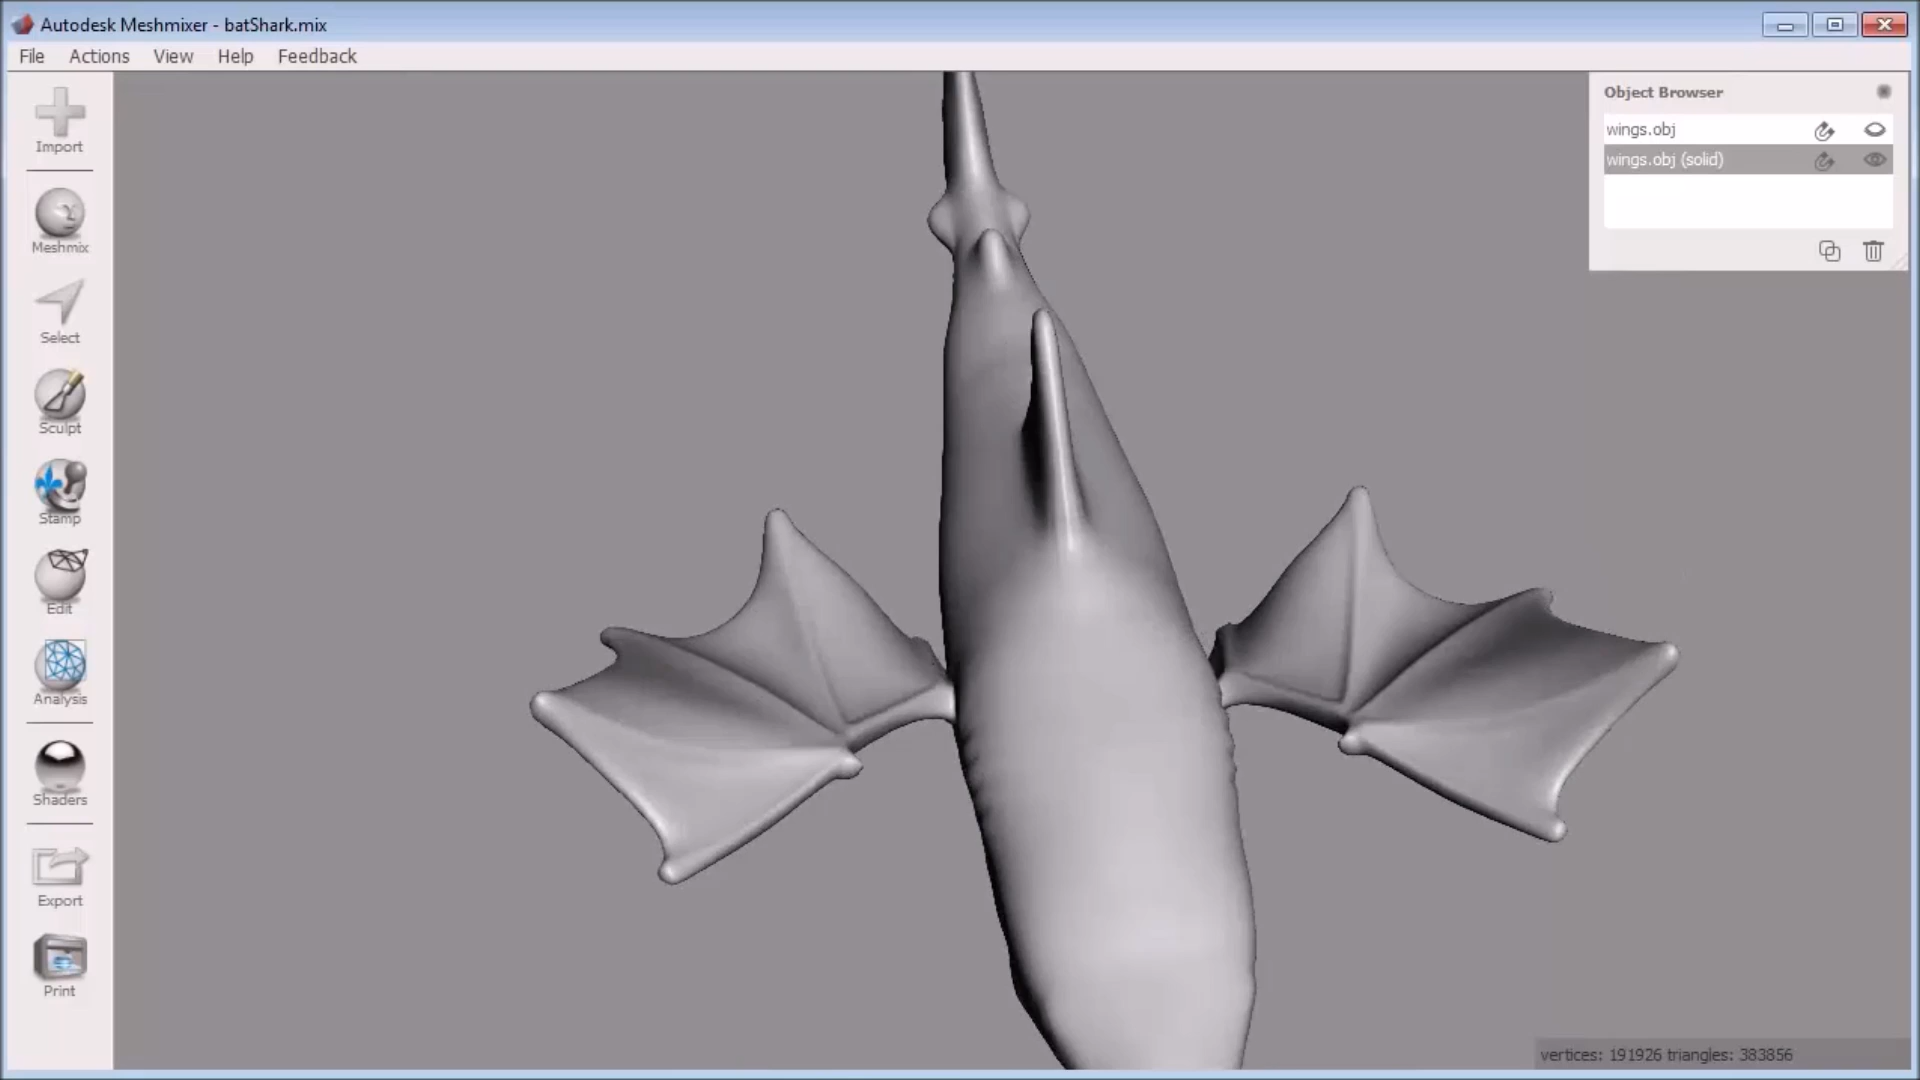 Autodesk Meshmixer - batShark.mix
File Actions View Help Feedback
Import
Meshmix
Select
Sculpt
Stamp
Edit
Analysis
Shaders
Export
Print
Object Browser
wings.obj
wings.obj (solid)
vertices: 191926 triangles: 383856